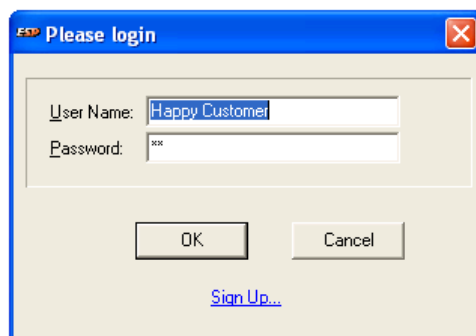 ESP Please login
User Name: Happy Customer
Password: **
OK Cancel
Sign Up...